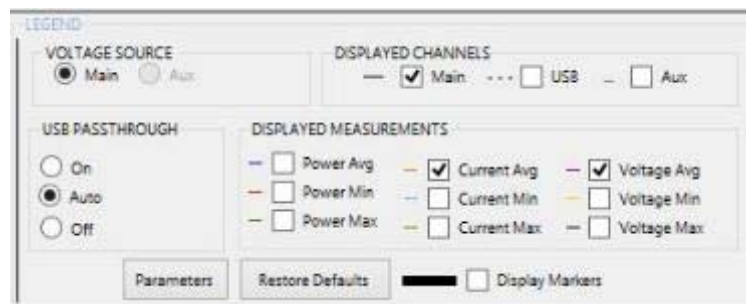 LEGEND
VOLTAGE SOURCE
Main Aux
DISPLAYED CHANNELS
Main USB Aux
USB PASSTHROUGH
On
Auto
Off
DISPLAYED MEASUREMENTS
Power Avg Current Avg Voltage Avg
Power Min Current Min Voltage Min
Power Max Current Max Voltage Max
Parameters Restore Defaults Display Markers